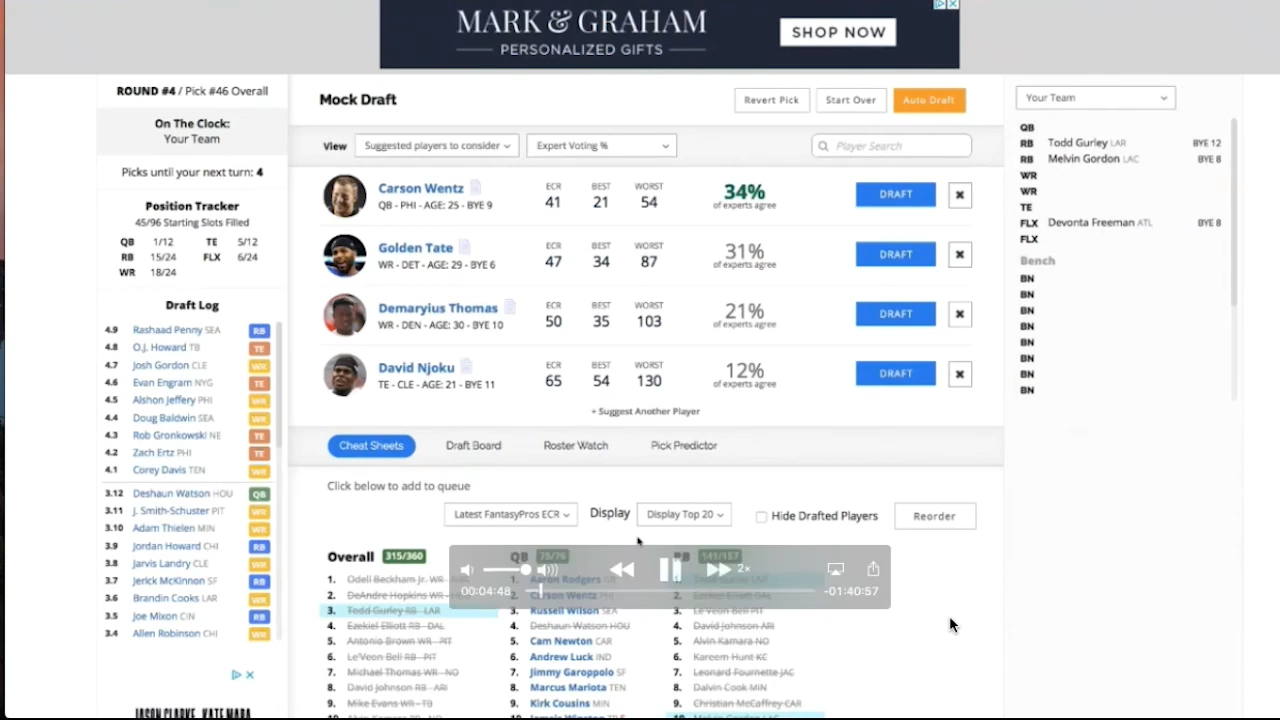 MARK & GRAHAM
PERSONALIZED GIFTS
SHOP NOW
ROUND #4 / Pick #46 Overall
On The Clock:
Your Team
Picks until your next turn: 4
Position Tracker
45/96 Starting Slots Filled
QB 1/12 TE 5/12
RB 15/24 FLX 6/24
WR 18/24
Draft Log
4.9 Rashaad Penny SEA RB
4.8 O.J. Howard TB TE
4.7 Josh Gordon CLE WR
4.6 Evan Engram NYG TE
4.5 Alshon Jeffery PHI WR
4.4 Doug Baldwin SEA WR
4.3 Rob Gronkowski NE TE
4.2 Zach Ertz PHI TE
4.1 Corey Davis TEN WR
3.12 Deshaun Watson HOU QB
3.11 J. Smith-Schuster PIT WR
3.10 Adam Thielen MIN WR
3.9 Jordan Howard CHI RB
3.8 Jarvis Landry CLE WR
3.7 Jerick McKinnon SF RB
3.6 Brandin Cooks LAR WR
3.5 Joe Mixon CIN RB
3.4 Allen Robinson CHI WR
Mock Draft
Revert Pick Start Over Auto Draft
View Suggested players to consider Expert Voting % Player Search
Carson Wentz
QB - PHI - AGE: 25 - BYE 9
ECR BEST WORST
41 21 54
34%
of experts agree
DRAFT
Golden Tate
WR - DET - AGE: 29 - BYE 6
ECR BEST WORST
47 34 87
31%
of experts agree
DRAFT
Demaryius Thomas
WR - DEN - AGE: 30 - BYE 10
ECR BEST WORST
50 35 103
21%
of experts agree
DRAFT
David Njoku
TE - CLE - AGE: 21 - BYE 11
ECR BEST WORST
65 54 130
12%
of experts agree
DRAFT
+ Suggest Another Player
Cheat Sheets Draft Board Roster Watch Pick Predictor
Click below to add to queue
Latest FantasyPros ECR Display Display Top 20 Hide Drafted Players Reorder
Overall 315/360
1. Odell Beckham Jr. WR
2. DeAndre Hopkins WR
3. Todd Gurley RB - LAR
4. Ezekiel Elliott RB - DAL
5. Antonio Brown WR - PIT
6. Le'Veon Bell RB - PIT
7. Michael Thomas WR - NO
8. David Johnson RB - ARI
9. Mike Evans WR - TB
QB 75/76
1. Aaron Rodgers
2. Carson Wentz PHI
3. Russell Wilson SEA
4. Deshaun Watson HOU
5. Cam Newton CAR
6. Andrew Luck IND
7. Jimmy Garoppolo SF
8. Marcus Mariota TEN
9. Kirk Cousins MIN
RB 141/157
1. Todd Gurley LAR
2. Ezekiel Elliott DAL
3. Le'Veon Bell PIT
4. David Johnson ARI
5. Alvin Kamara NO
6. Kareem Hunt KC
7. Leonard Fournette JAC
8. Dalvin Cook MIN
9. Christian McCaffrey CAR
2x
00:04:48 -01:40:57
Your Team
QB
RB Todd Gurley LAR BYE 12
RB Melvin Gordon LAC BYE 8
WR
WR
TE
FLX Devonta Freeman ATL BYE 8
FLX
Bench
BN
BN
BN
BN
BN
BN
BN
BN